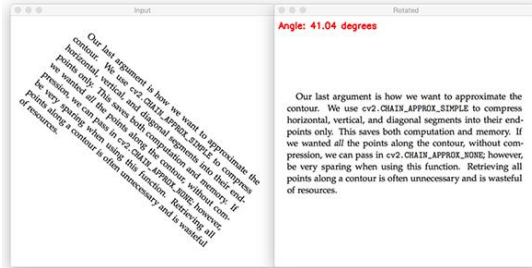 Input
Our last argument is how we want to approximate the
contour. We use cv2.CHAIN_APPROX_SIMPLE to compress
horizontal, vertical, and diagonal segments into their end-
points only. This saves both computation and memory. If
we wanted all the points along the contour, without com-
pression, we can pass in cv2.CHAIN_APPROX_NONE; however,
be very sparing when using this function. Retrieving all
points along a contour is often unnecessary and is wasteful
of resources.
Rotated
Angle: 41.04 degrees
Our last argument is how we want to approximate the
contour. We use cv2.CHAIN_APPROX_SIMPLE to compress
horizontal, vertical, and diagonal segments into their end-
points only. This saves both computation and memory. If
we wanted all the points along the contour, without com-
pression, we can pass in cv2.CHAIN_APPROX_NONE; however,
be very sparing when using this function. Retrieving all
points along a contour is often unnecessary and is wasteful
of resources.